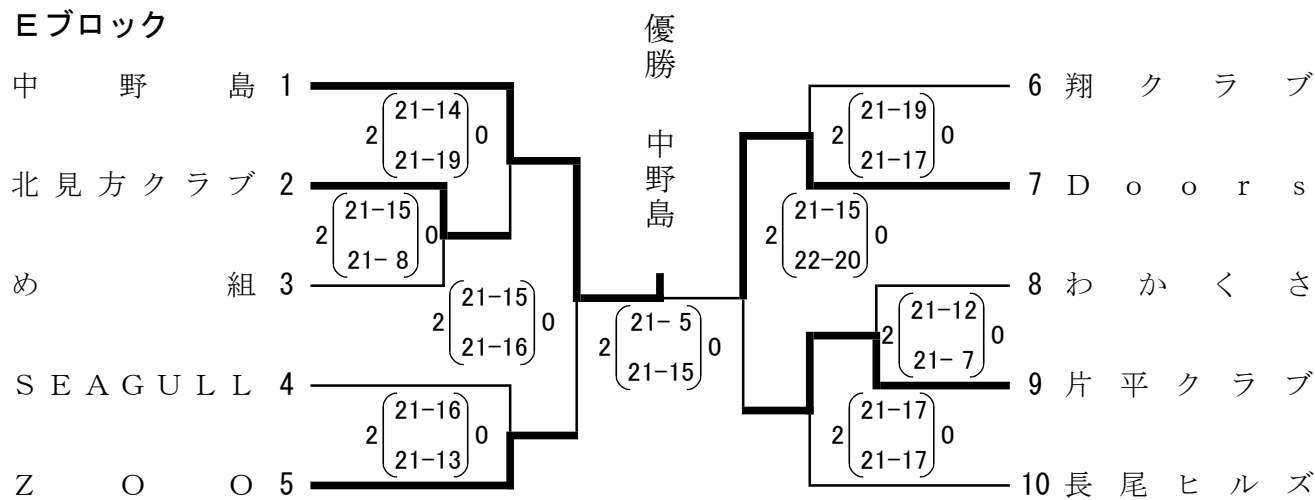 Eブロック
優勝 中野島
中野島 1
21-14
2 0
21-19
北見方クラブ 2
21-15
2 0
21- 8
め組 3
21-15
2 0
21-16
SEAGULL 4
21-16
2 0
21-13
ZOO 5
21- 5
2 0
21-15
6 翔クラブ
21-19
2 0
21-17
7 Doors
21-15
2 0
22-20
8 わかくさ
21-12
2 0
21- 7
9 片平クラブ
21-17
2 0
21-17
10 長尾ヒルズ